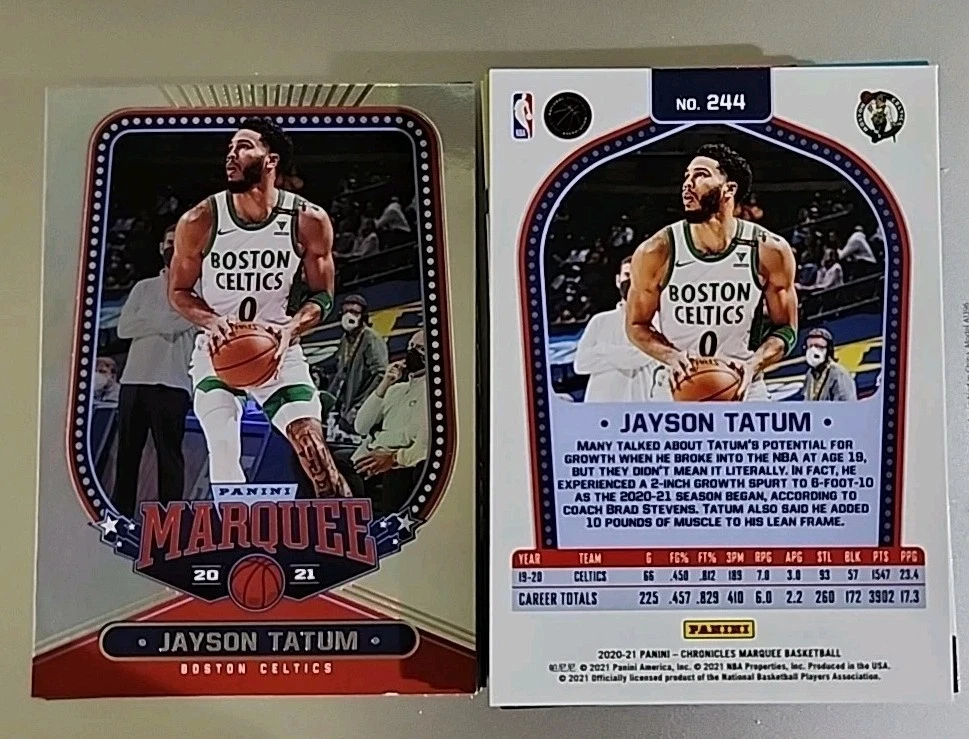 BOSTON
CELTICS
0
PANINI
MARQUEE
20 21
• JAYSON TATUM •
BOSTON CELTICS
NO. 244
BOSTON
CELTICS
0
• JAYSON TATUM •
MANY TALKED ABOUT TATUM'S POTENTIAL FOR
GROWTH WHEN HE BROKE INTO THE NBA AT AGE 19,
BUT THEY DIDN'T MEAN IT LITERALLY. IN FACT, HE
EXPERIENCED A 2-INCH GROWTH SPURT TO 6-FOOT-10
AS THE 2020-21 SEASON BEGAN, ACCORDING TO
COACH BRAD STEVENS. TATUM ALSO SAID HE ADDED
10 POUNDS OF MUSCLE TO HIS LEAN FRAME.
YEAR TEAM G FG% FT% 3PM RPG APG STL BLK PTS PPG
19-20 CELTICS 66 .450 .812 189 7.0 3.0 93 57 1547 23.4
CAREER TOTALS 225 .457 .829 410 6.0 2.2 260 172 3902 17.3
PANINI
2020-21 PANINI – CHRONICLES MARQUEE BASKETBALL
帕尼尼 © 2021 Panini America, Inc. © 2021 NBA Properties, Inc. Produced in the USA.
© 2021 Officially licensed product of the National Basketball Players Association.